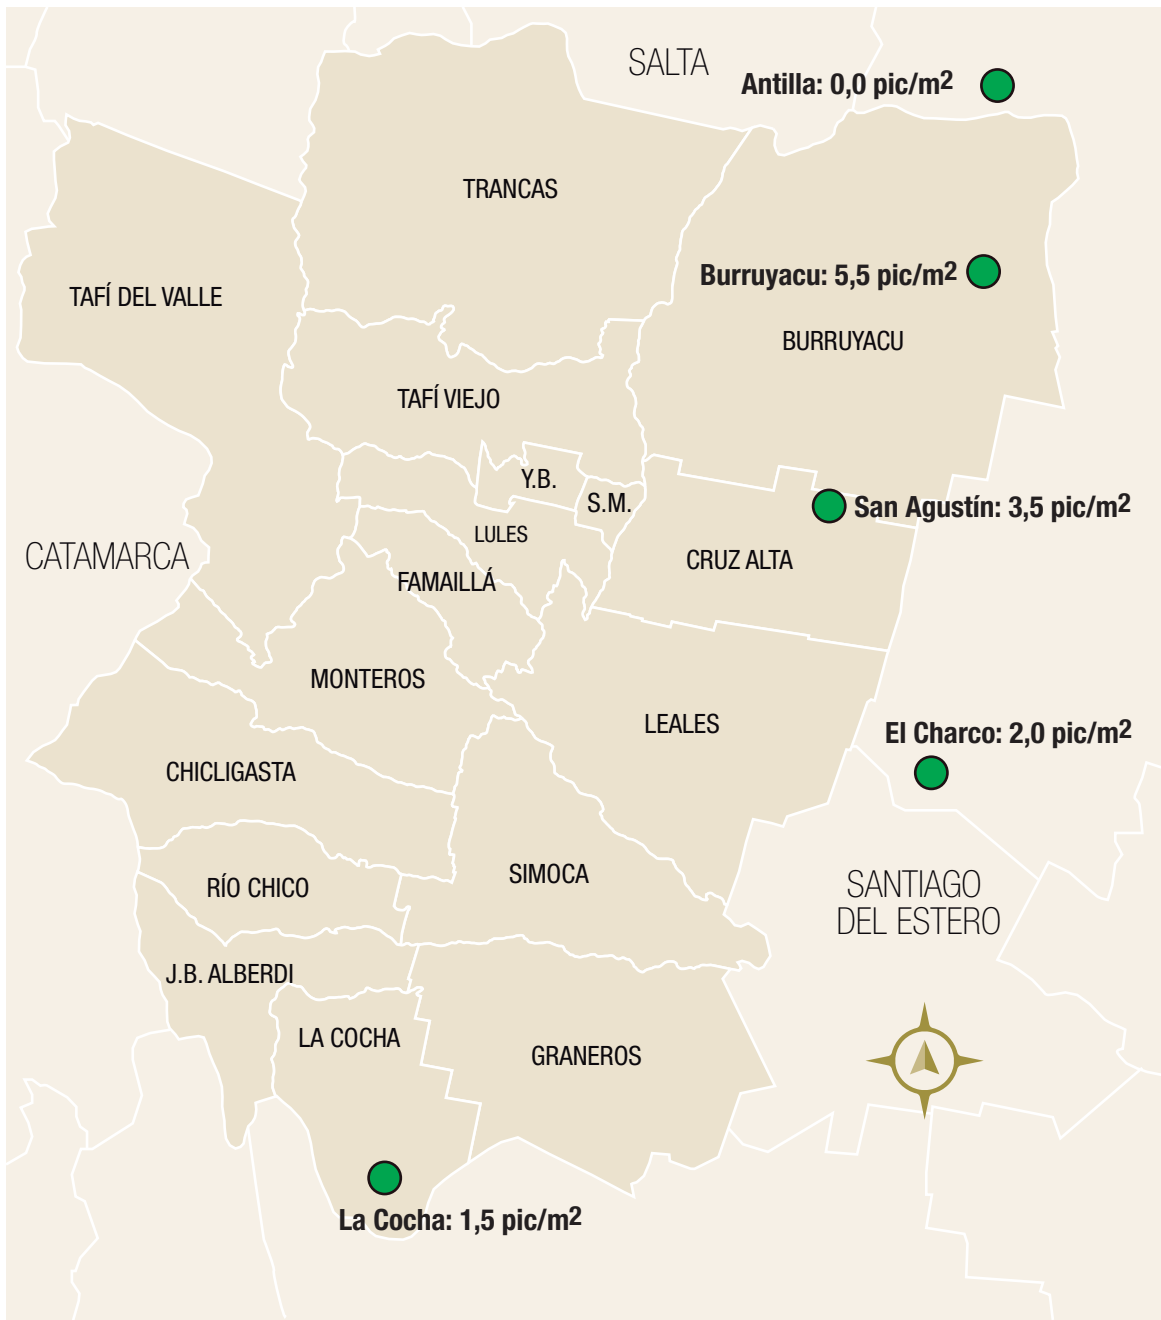 SALTA
Antilla: 0,0 pic/m2
TRANCAS
Burruyacu: 5,5 pic/m2
TAFÍ DEL VALLE
BURRUYACU
TAFÍ VIEJO
Y.B.
S.M.
San Agustín: 3,5 pic/m2
LULES
CATAMARCA
CRUZ ALTA
FAMAILLÁ
MONTEROS
LEALES
El Charco: 2,0 pic/m2
CHICLIGASTA
SIMOCA
RÍO CHICO
SANTIAGO
DEL ESTERO
J.B. ALBERDI
LA COCHA
GRANEROS
La Cocha: 1,5 pic/m2